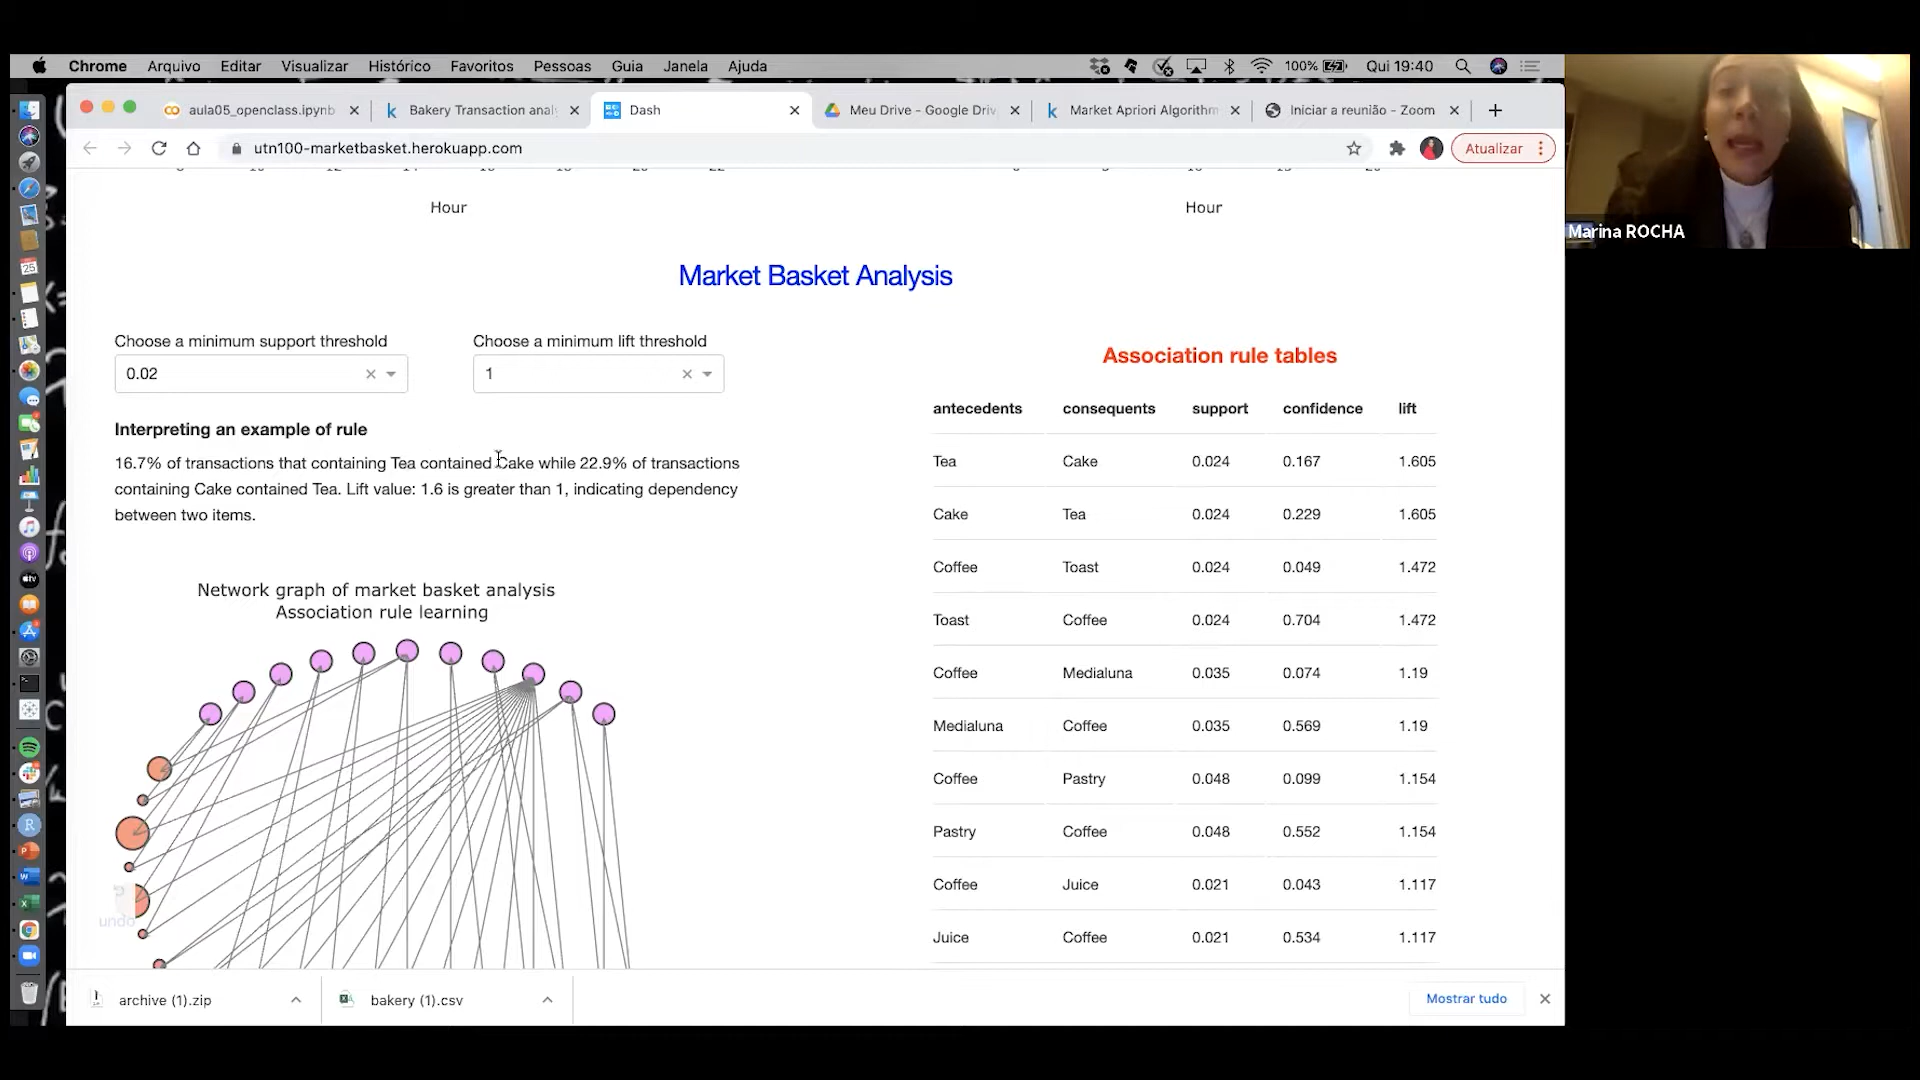 Chrome Arquivo Editar Visualizar Histórico Favoritos Pessoas Guia Janela Ajuda 100% Qui 19:40
aula05_openclass.ipynb
Bakery Transaction anal
Dash
Meu Drive - Google Driv
Market Apriori Algorithm
Iniciar a reunião - Zoom
utn100-marketbasket.herokuapp.com
Atualizar
Marina ROCHA
Hour
Hour
Market Basket Analysis
Choose a minimum support threshold
Choose a minimum lift threshold
0.02
1
Interpreting an example of rule
16.7% of transactions that containing Tea contained Cake while 22.9% of transactions
containing Cake contained Tea. Lift value: 1.6 is greater than 1, indicating dependency
between two items.
Network graph of market basket analysis
Association rule learning
undo
Association rule tables
antecedents consequents support confidence lift
Tea Cake 0.024 0.167 1.605
Cake Tea 0.024 0.229 1.605
Coffee Toast 0.024 0.049 1.472
Toast Coffee 0.024 0.704 1.472
Coffee Medialuna 0.035 0.074 1.19
Medialuna Coffee 0.035 0.569 1.19
Coffee Pastry 0.048 0.099 1.154
Pastry Coffee 0.048 0.552 1.154
Coffee Juice 0.021 0.043 1.117
Juice Coffee 0.021 0.534 1.117
archive (1).zip
bakery (1).csv
Mostrar tudo